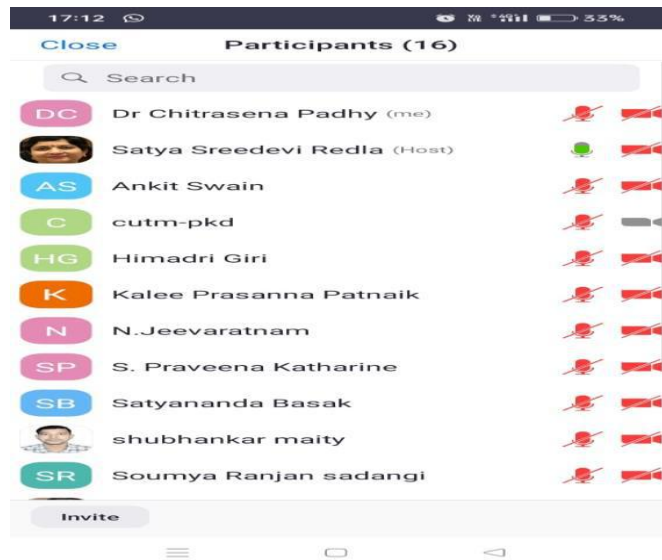 17:12 33%
Close Participants (16)
Search
DC Dr Chitrasena Padhy (me)
Satya Sreedevi Redla (Host)
AS Ankit Swain
C cutm-pkd
HG Himadri Giri
K Kalee Prasanna Patnaik
N N.Jeevaratnam
SP S. Praveena Katharine
SB Satyananda Basak
shubhankar maity
SR Soumya Ranjan sadangi
Invite